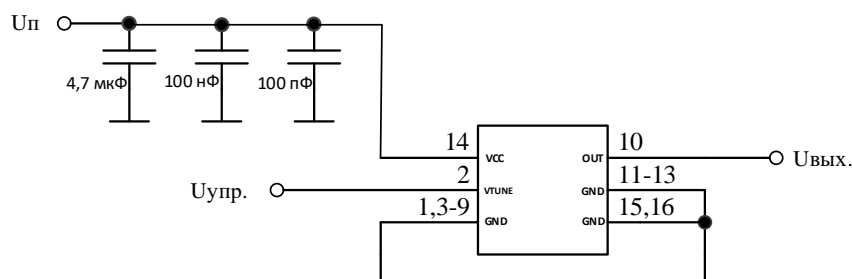 Uп
4,7 мкФ 100 нФ 100 пФ
14 VCC OUT 10 Uвых.
Uупр. 2 VTUNE GND 11-13
1,3-9 GND GND 15,16